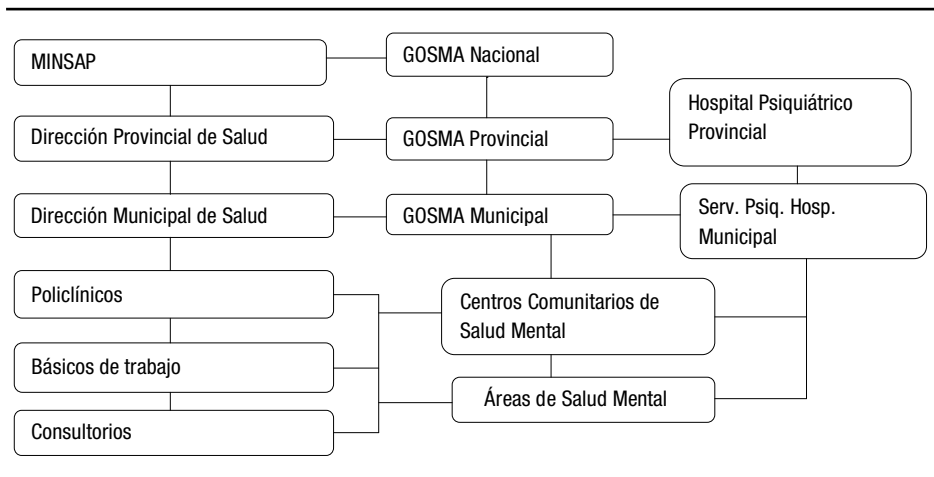 MINSAP
GOSMA Nacional
Hospital Psiquiátrico
Provincial
Dirección Provincial de Salud
GOSMA Provincial
Dirección Municipal de Salud
GOSMA Municipal
Serv. Psiq. Hosp.
Municipal
Policlínicos
Centros Comunitarios de
Salud Mental
Básicos de trabajo
Áreas de Salud Mental
Consultorios